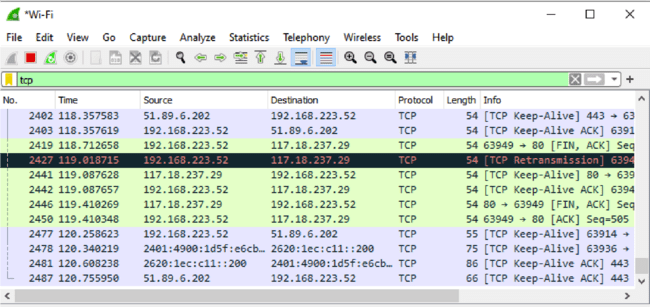 *Wi-Fi
File Edit View Go Capture Analyze Statistics Telephony Wireless Tools Help
tcp
No. Time Source Destination Protocol Length Info
2402 118.357583 51.89.6.202 192.168.223.52 TCP 54 [TCP Keep-Alive] 443 → 63
2403 118.357619 192.168.223.52 51.89.6.202 TCP 54 [TCP Keep-Alive ACK] 6391
2419 118.712658 192.168.223.52 117.18.237.29 TCP 54 63949 → 80 [FIN, ACK] Seq
2427 119.018715 192.168.223.52 117.18.237.29 TCP 54 [TCP Retransmission] 6394
2441 119.087628 117.18.237.29 192.168.223.52 TCP 54 [TCP Keep-Alive] 80 → 63
2442 119.087657 192.168.223.52 117.18.237.29 TCP 54 [TCP Keep-Alive ACK] 6394
2446 119.410269 117.18.237.29 192.168.223.52 TCP 54 80 → 63949 [FIN, ACK] Seq
2450 119.410348 192.168.223.52 117.18.237.29 TCP 54 63949 → 80 [ACK] Seq=505
2477 120.258623 192.168.223.52 51.89.6.202 TCP 55 [TCP Keep-Alive] 63914 →
2478 120.340219 2401:4900:1d5f:e6cb… 2620:1ec:c11::200 TCP 75 [TCP Keep-Alive] 63936 →
2481 120.608238 2620:1ec:c11::200 2401:4900:1d5f:e6cb… TCP 86 [TCP Keep-Alive ACK] 443
2487 120.755950 51.89.6.202 192.168.223.52 TCP 66 [TCP Keep-Alive ACK] 443